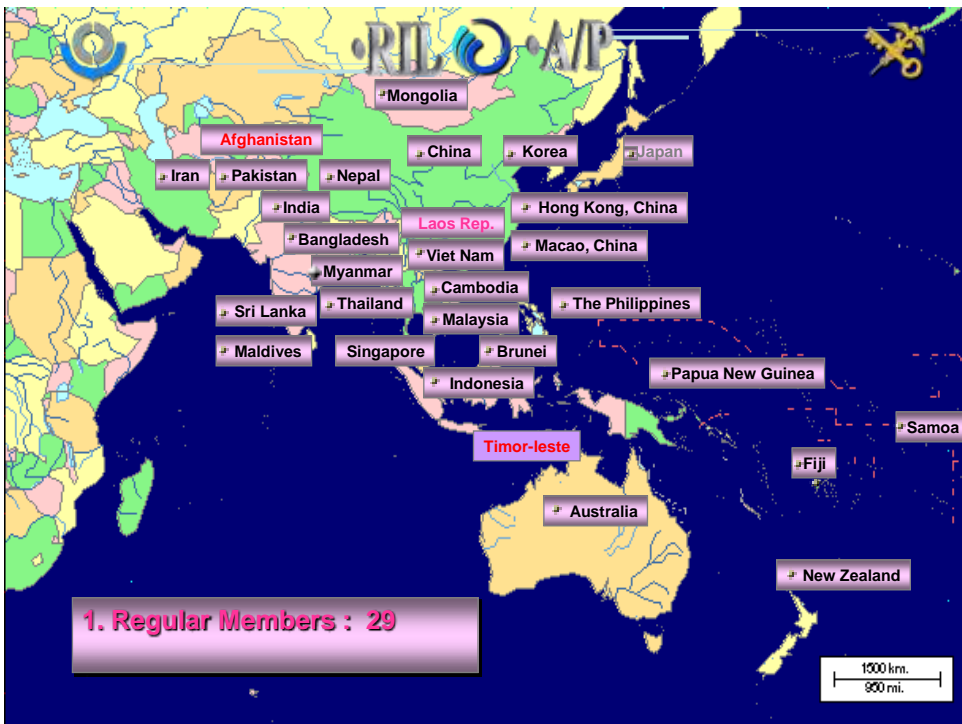 •RIL •A/P
Mongolia
Afghanistan
China
Korea
Japan
Iran
Pakistan
Nepal
India
Hong Kong, China
Laos Rep.
Bangladesh
Macao, China
Viet Nam
Myanmar
Cambodia
Sri Lanka
Thailand
The Philippines
Malaysia
Maldives
Singapore
Brunei
Indonesia
Papua New Guinea
Samoa
Timor-leste
Fiji
Australia
New Zealand
1. Regular Members : 29
1500 km.
950 mi.